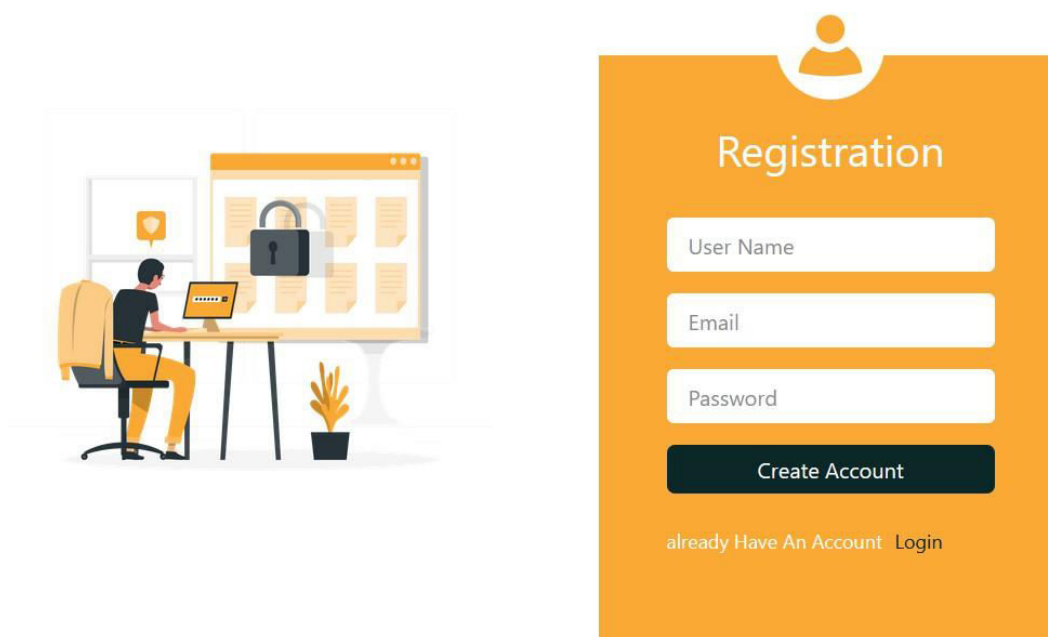 Registration
User Name
Email
Password
Create Account
already Have An Account Login